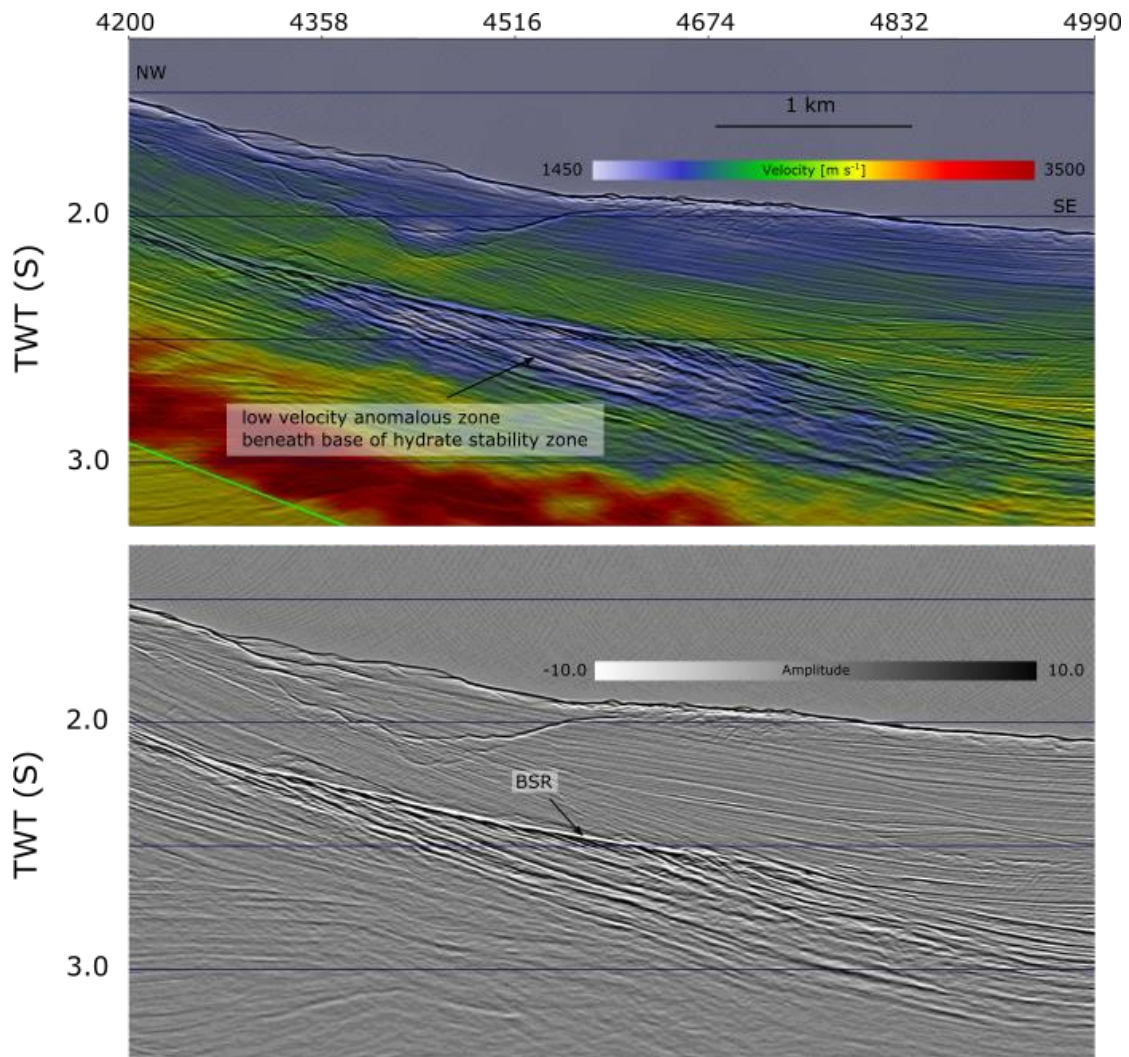 4200 4358 4516 4674 4832 4990
NW
1 km
1450 Velocity [m s⁻¹] 3500
2.0
SE
TWT (S)
low velocity anomalous zone
beneath base of hydrate stability zone
3.0
-10.0 Amplitude 10.0
2.0
BSR
TWT (S)
3.0